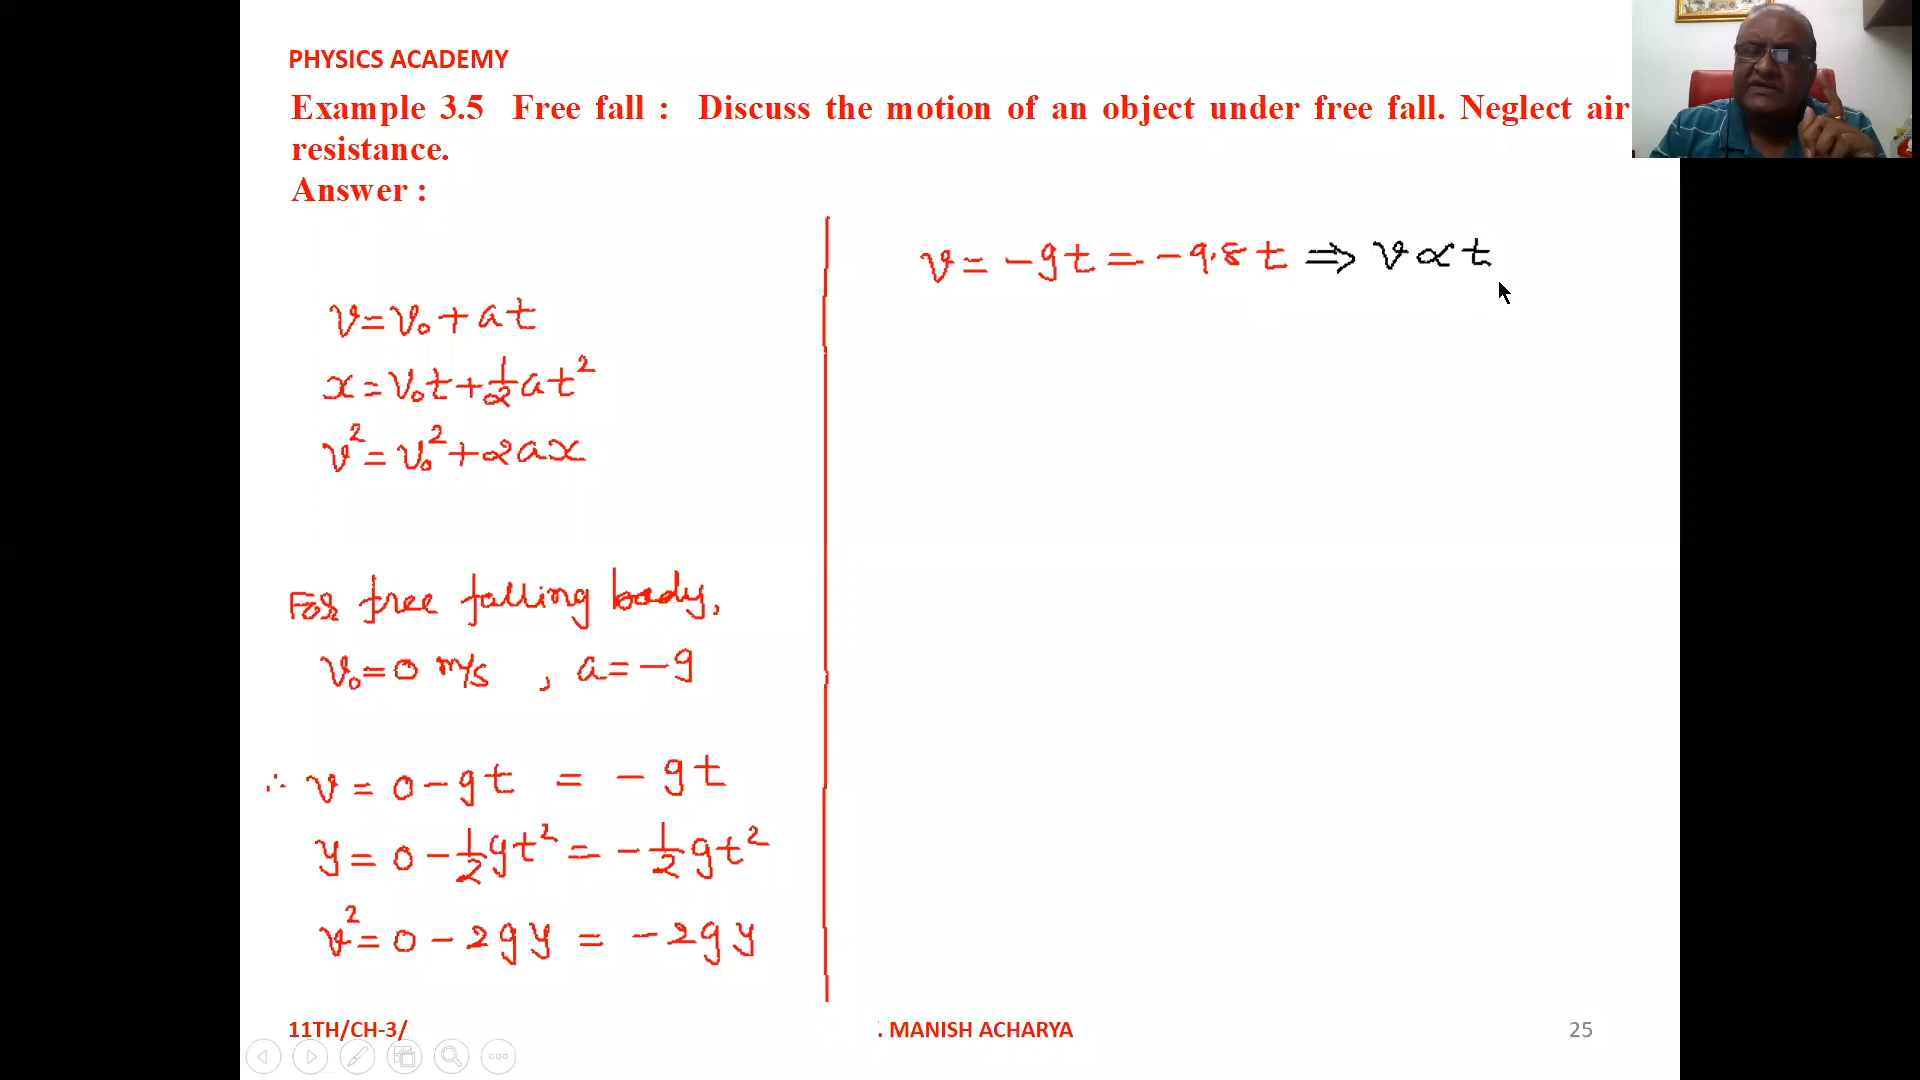 PHYSICS ACADEMY
Example 3.5 Free fall : Discuss the motion of an object under free fall. Neglect air
resistance.
Answer :
v = v₀ + at
x = v₀t + ½at²
v² = v₀² + 2ax
For free falling body,
v₀ = 0 m/s , a = −g
∴ v = 0 − gt = − gt
y = 0 − ½gt² = − ½gt²
v² = 0 − 2gy = − 2gy
v = − gt = − 9.8t ⇒ v ∝ t
11TH/CH-3/
. MANISH ACHARYA
25